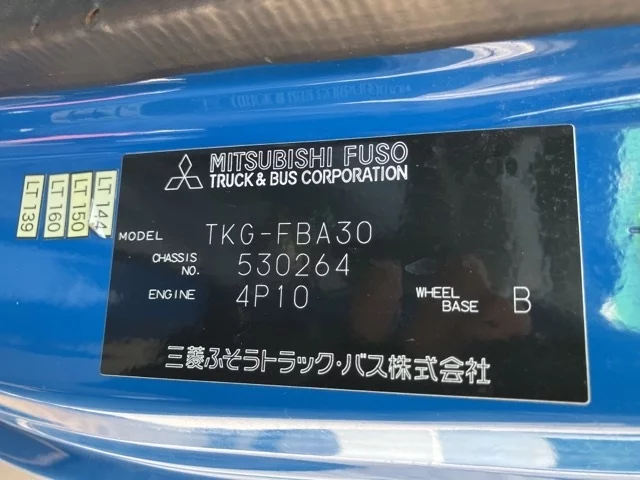 MITSUBISHI FUSO
TRUCK & BUS CORPORATION
LT 139
LT 160
LT 150
LT 144
MODEL TKG-FBA30
CHASSIS NO. 530264
ENGINE 4P10 WHEEL BASE B
三菱ふそうトラック・バス株式会社